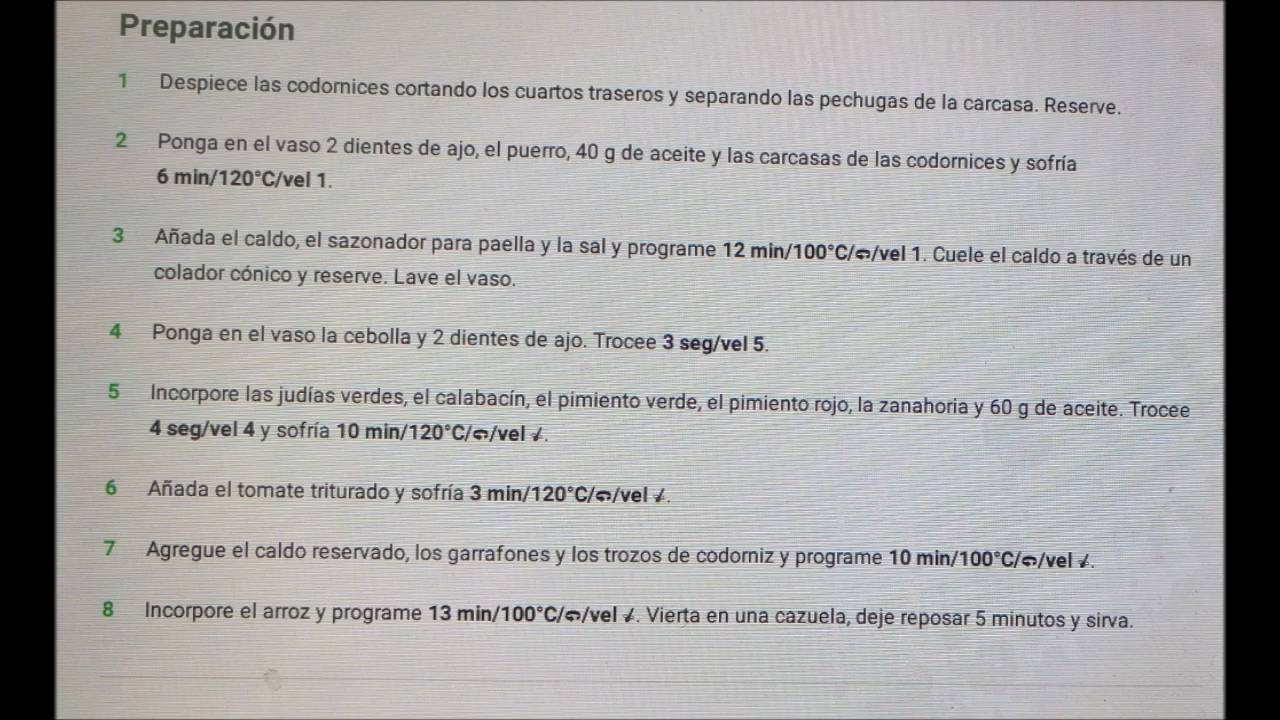 Preparación
1 Despiece las codornices cortando los cuartos traseros y separando las pechugas de la carcasa. Reserve.
2 Ponga en el vaso 2 dientes de ajo, el puerro, 40 g de aceite y las carcasas de las codornices y sofría
6 min/120°C/vel 1.
3 Añada el caldo, el sazonador para paella y la sal y programe 12 min/100°C/↶/vel 1. Cuele el caldo a través de un
colador cónico y reserve. Lave el vaso.
4 Ponga en el vaso la cebolla y 2 dientes de ajo. Trocee 3 seg/vel 5.
5 Incorpore las judías verdes, el calabacín, el pimiento verde, el pimiento rojo, la zanahoria y 60 g de aceite. Trocee
4 seg/vel 4 y sofría 10 min/120°C/↶/vel .
6 Añada el tomate triturado y sofría 3 min/120°C/↶/vel .
7 Agregue el caldo reservado, los garrafones y los trozos de codorniz y programe 10 min/100°C/↶/vel .
8 Incorpore el arroz y programe 13 min/100°C/↶/vel . Vierta en una cazuela, deje reposar 5 minutos y sirva.